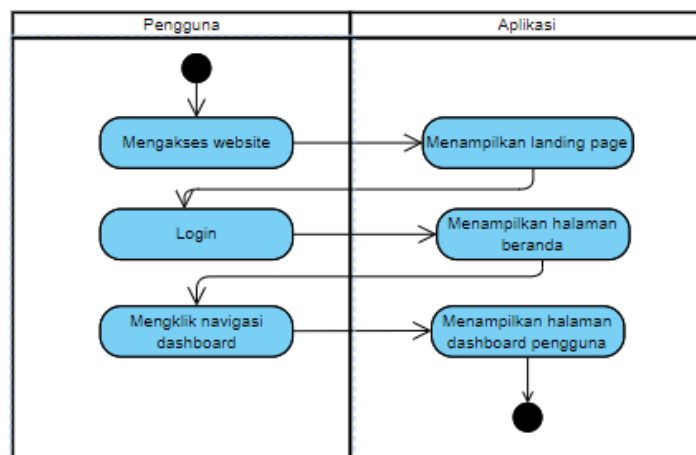 Pengguna
Aplikasi
Mengakses website
Menampilkan landing page
Login
Menampilkan halaman
beranda
Mengklik navigasi
dashboard
Menampilkan halaman
dashboard pengguna